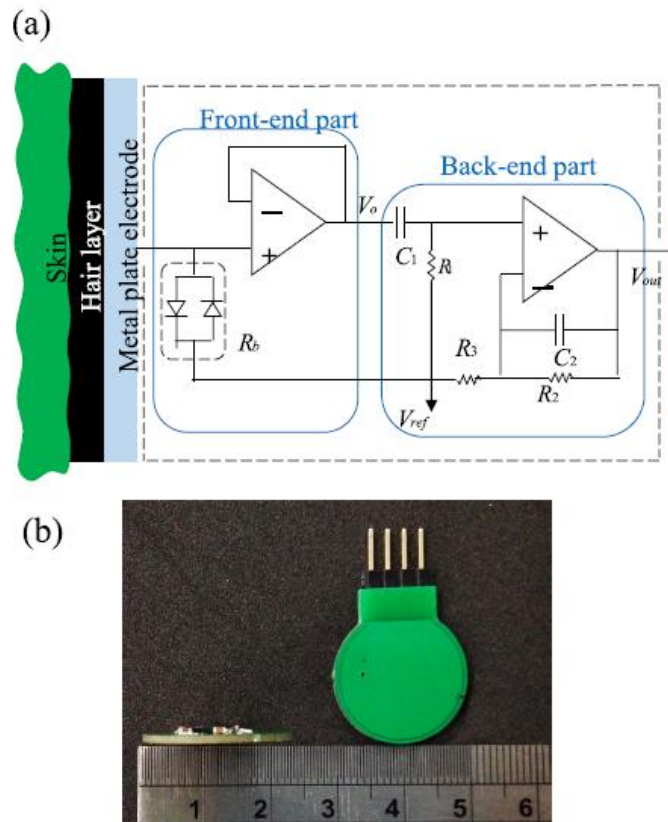 (a)
Skin
Hair layer
Metal plate electrode
Front-end part
Back-end part
Vo
C1
R1
Vout
Rb
R3
C2
R2
Vref
(b)
1 2 3 4 5 6